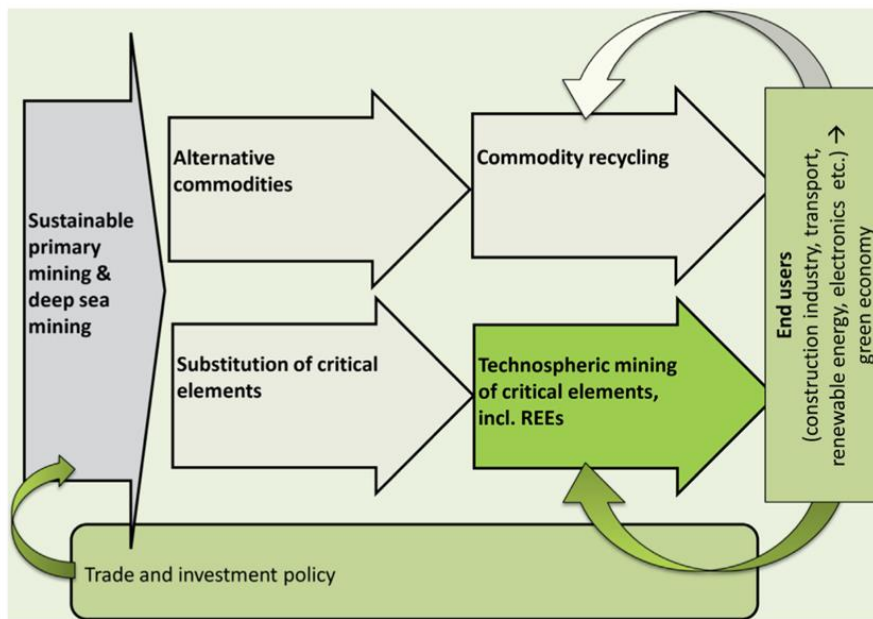 Sustainable
primary
mining &
deep sea
mining
Alternative
commodities
Commodity recycling
Substitution of critical
elements
Technospheric mining
of critical elements,
incl. REEs
End users
(construction industry, transport,
renewable energy, electronics etc.) →
green economy
Trade and investment policy